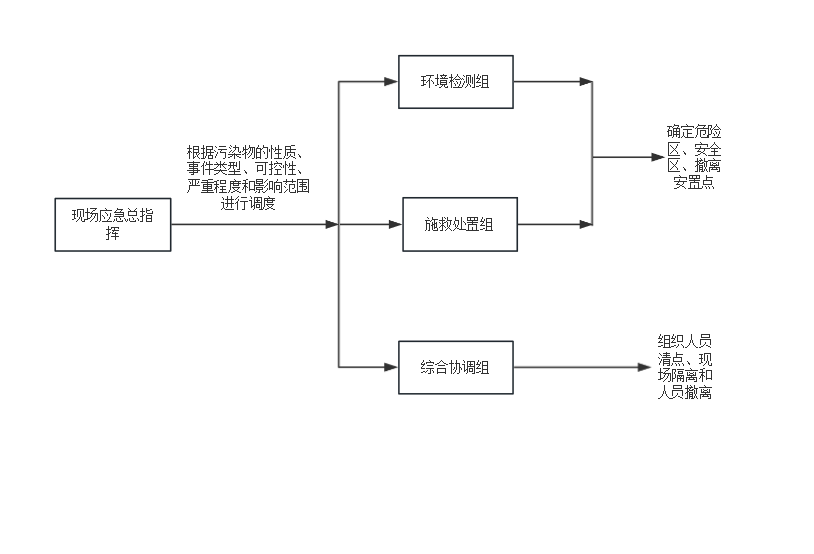 环境检测组
根据污染物的性质、
事件类型、可控性、
严重程度和影响范围
进行调度
确定危险
区、安全
区、撤离
安置点
现场应急总指
挥
施救处置组
综合协调组
组织人员
清点、现
场隔离和
人员撤离